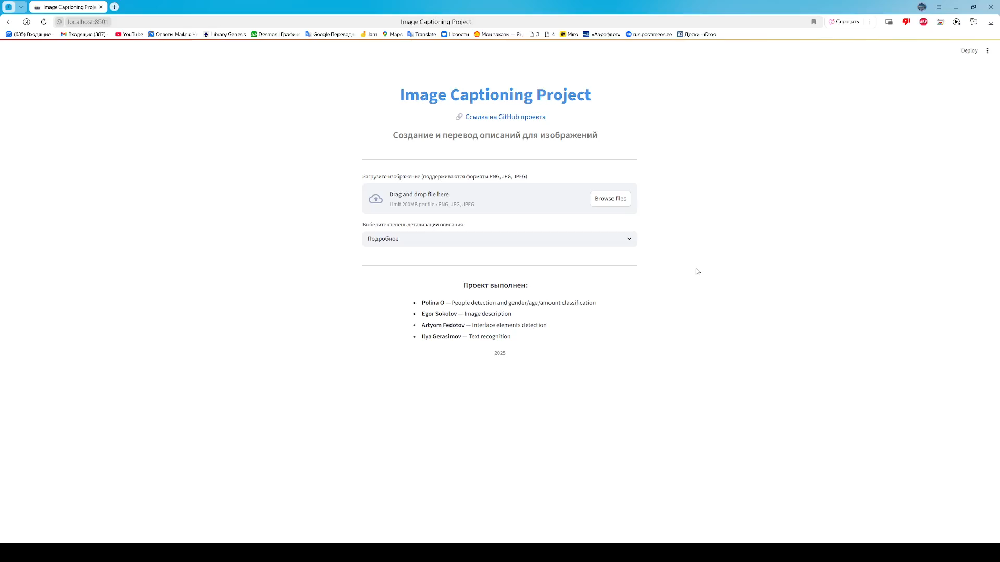 1
Image Captioning Proje
localhost:8501
Image Captioning Project
Спросить
ABP
(635) Входящие
Входящие (387)
YouTube
Ответы Mail.ru: Чт
Library Genesis
Desmos | Графич
Google Переводч
Jam
Maps
Translate
Новости
Мои заказы — Ян
3
4
Miro
«Аэрофлот»
rus.postimees.ee
Доски - iDroo
Deploy
Image Captioning Project
Ссылка на GitHub проекта
Создание и перевод описаний для изображений
Загрузите изображение (поддерживаются форматы PNG, JPG, JPEG)
Drag and drop file here
Limit 200MB per file • PNG, JPG, JPEG
Browse files
Выберите степень детализации описания:
Подробное
Проект выполнен:
• Polina O — People detection and gender/age/amount classification
• Egor Sokolov — Image description
• Artyom Fedotov — Interface elements detection
• Ilya Gerasimov — Text recognition
2025